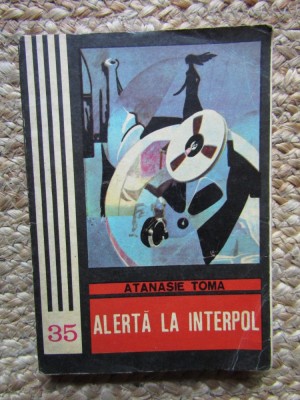 ATANASIE TOMA
35
ALERTĂ LA INTERPOL